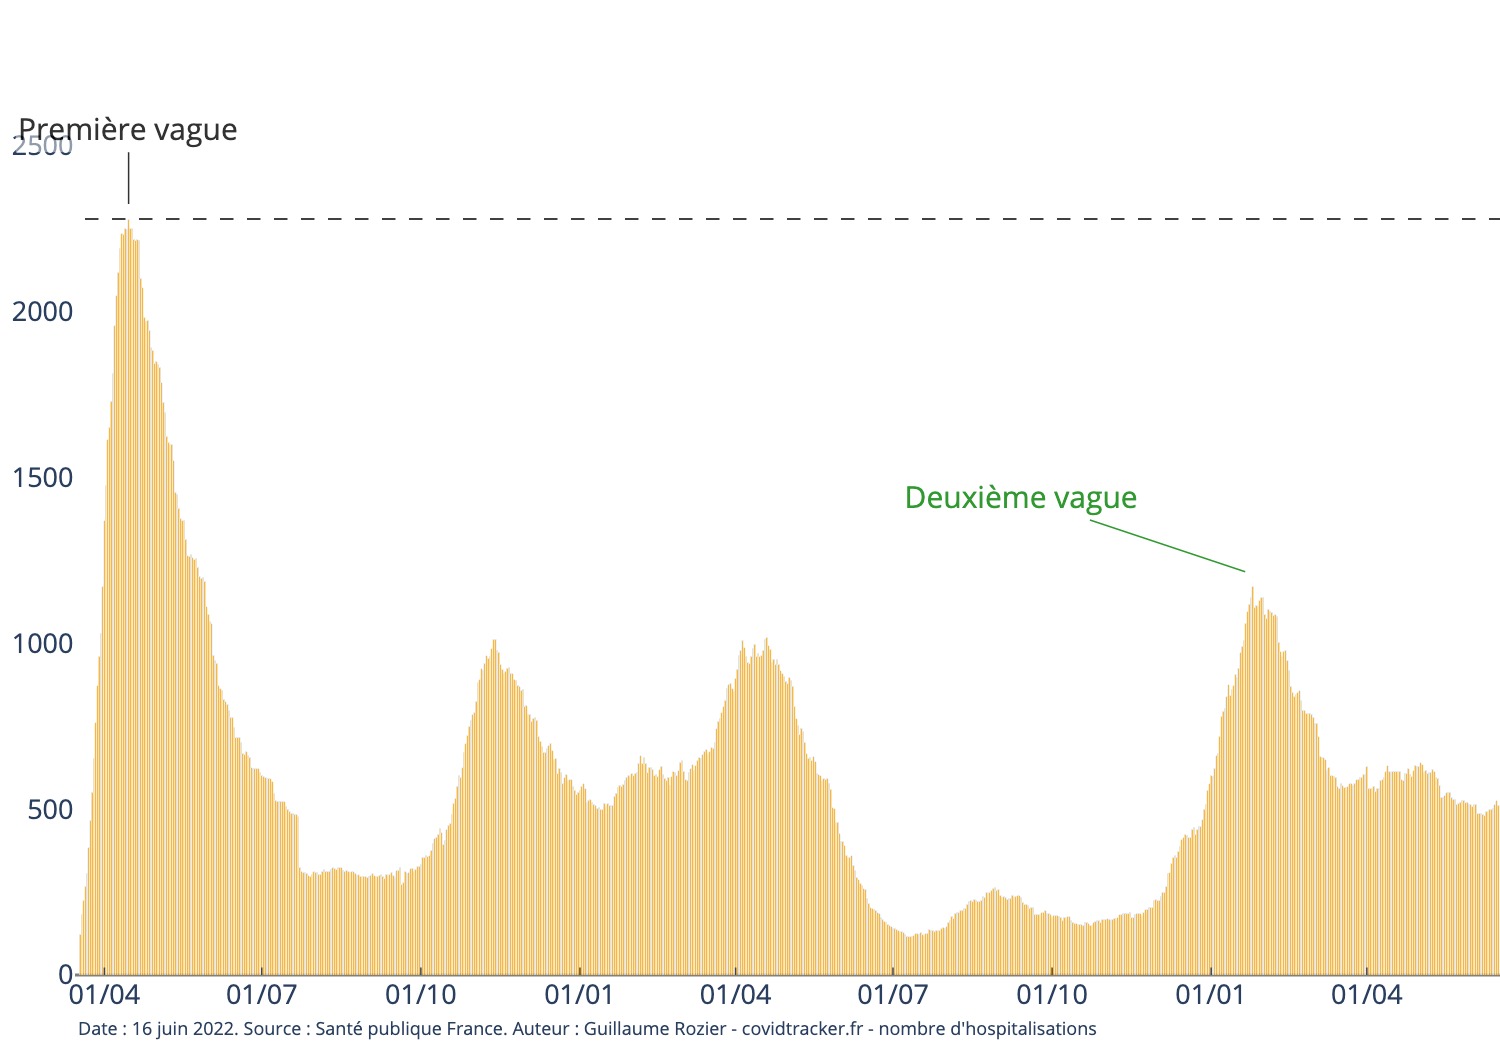 Première vague
2500
2000
1500
Deuxième vague
1000
500
0
01/04 01/07 01/10 01/01 01/04 01/07 01/10 01/01 01/04
Date : 16 juin 2022. Source : Santé publique France. Auteur : Guillaume Rozier - covidtracker.fr - nombre d'hospitalisations